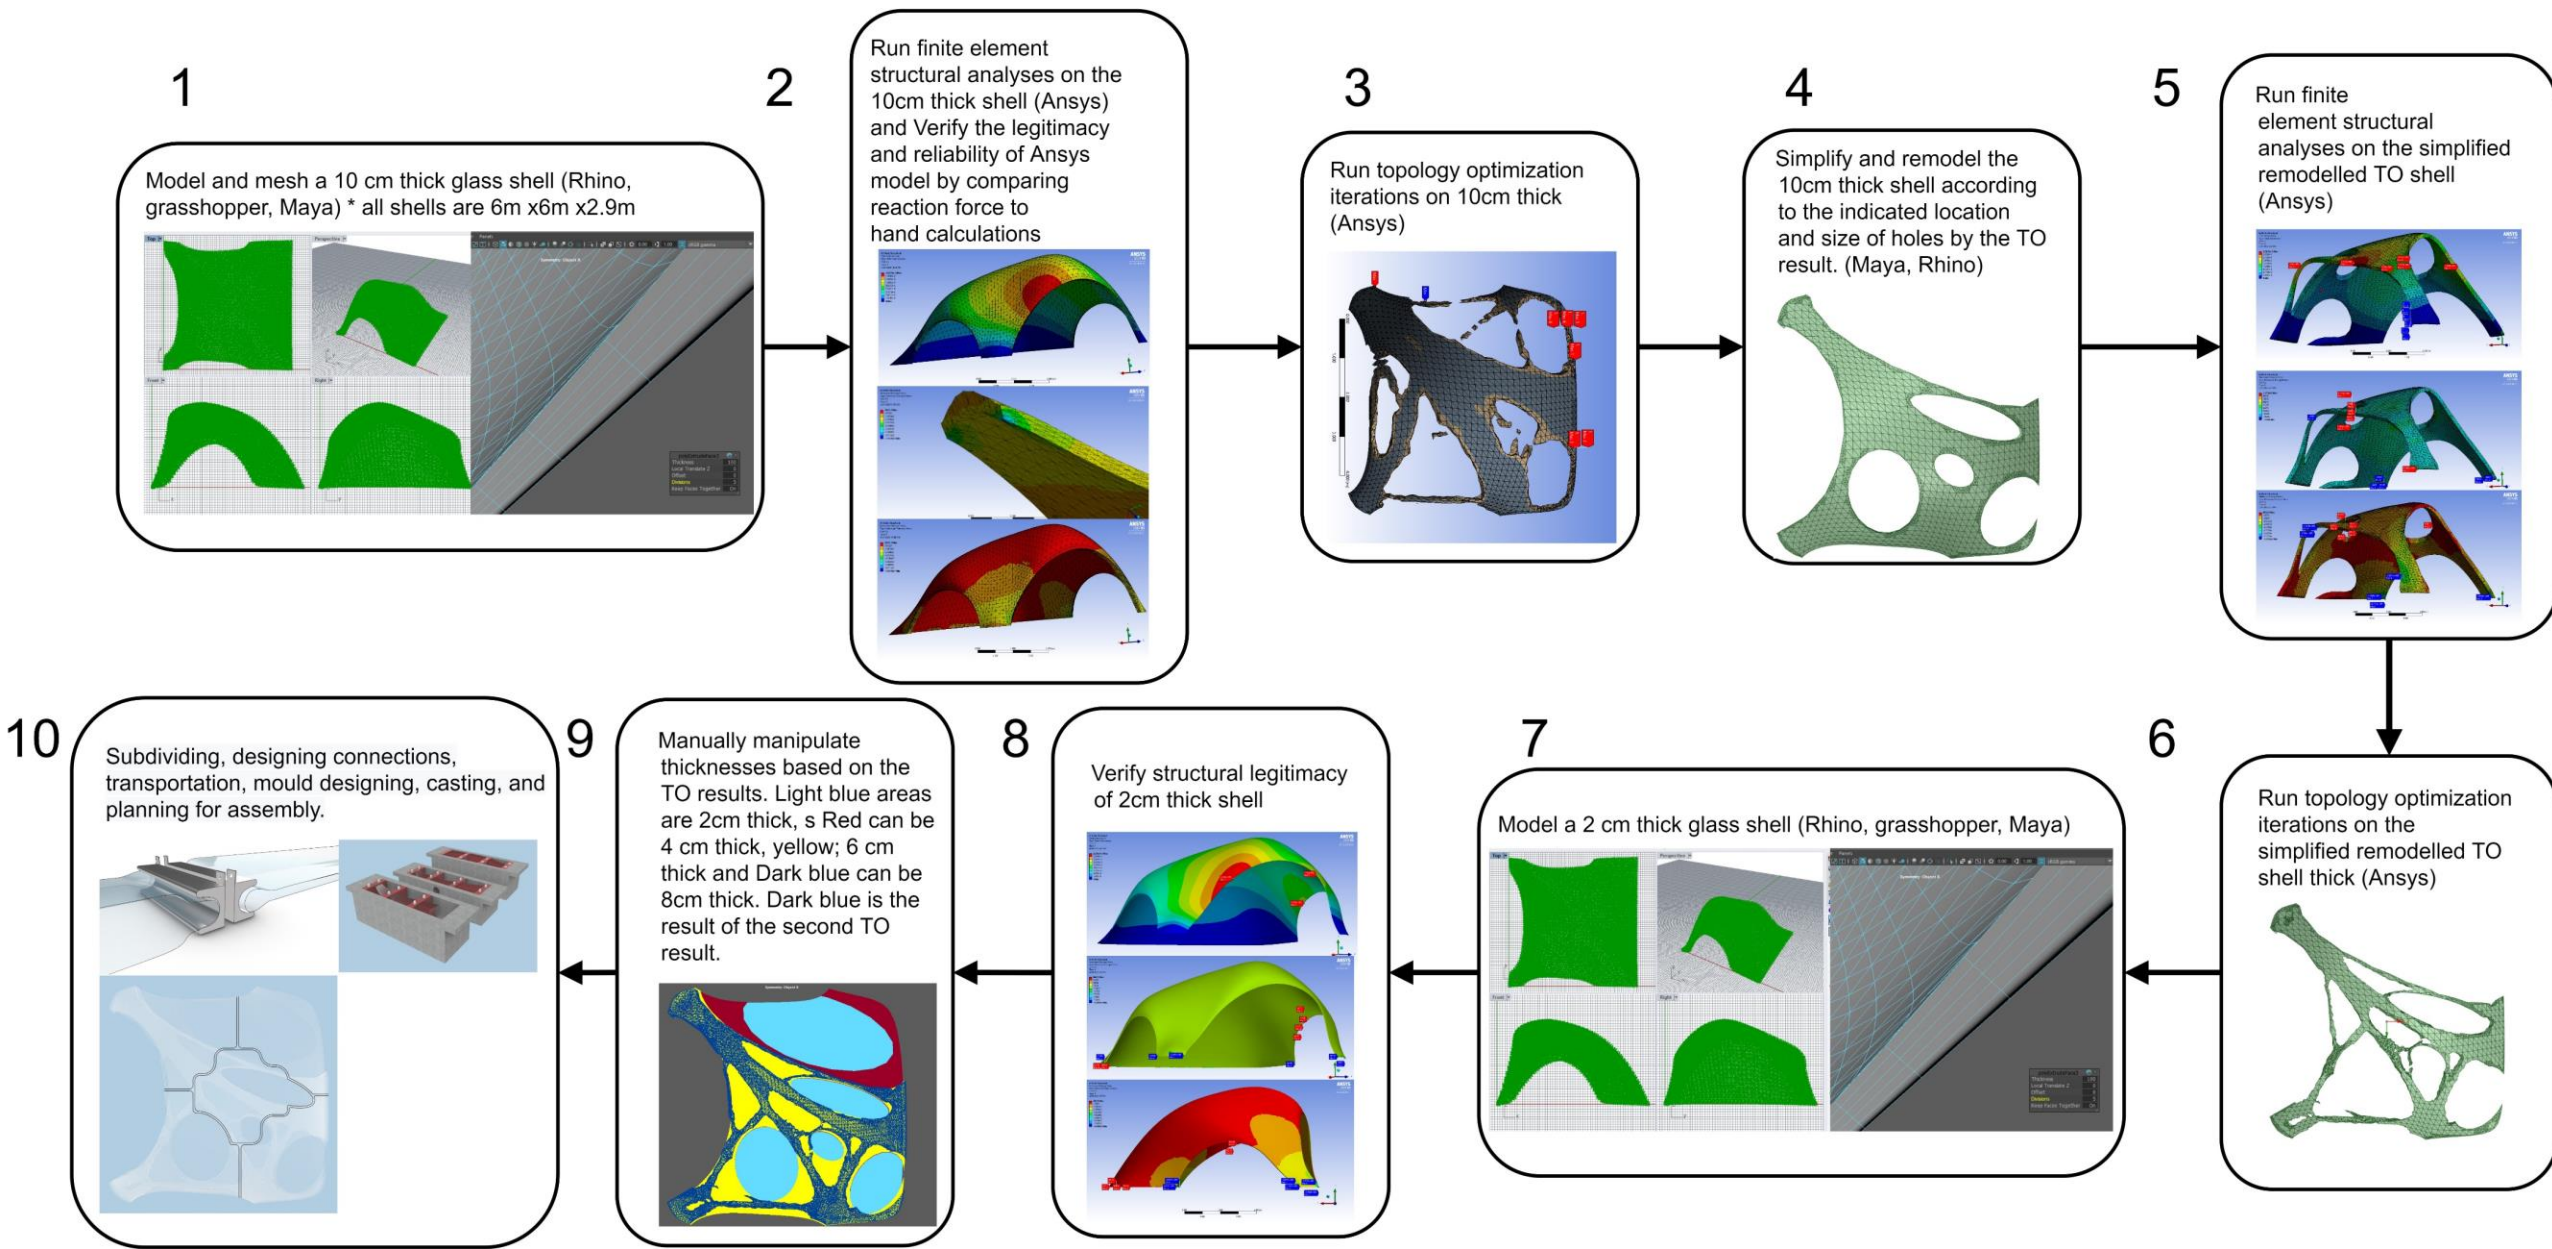 1
Model and mesh a 10 cm thick glass shell (Rhino,
grasshopper, Maya) * all shells are 6m x6m x2.9m
2
Run finite element
structural analyses on the
10cm thick shell (Ansys)
and Verify the legitimacy
and reliability of Ansys
model by comparing
reaction force to
hand calculations
3
Run topology optimization
iterations on 10cm thick
(Ansys)
4
Simplify and remodel the
10cm thick shell according
to the indicated location
and size of holes by the TO
result. (Maya, Rhino)
5
Run finite
element structural
analyses on the simplified
remodelled TO shell
(Ansys)
6
Run topology optimization
iterations on the
simplified remodelled TO
shell thick (Ansys)
7
Model a 2 cm thick glass shell (Rhino, grasshopper, Maya)
8
Verify structural legitimacy
of 2cm thick shell
9
Manually manipulate
thicknesses based on the
TO results. Light blue areas
are 2cm thick, s Red can be
4 cm thick, yellow; 6 cm
thick and Dark blue can be
8cm thick. Dark blue is the
result of the second TO
result.
10
Subdividing, designing connections,
transportation, mould designing, casting, and
planning for assembly.